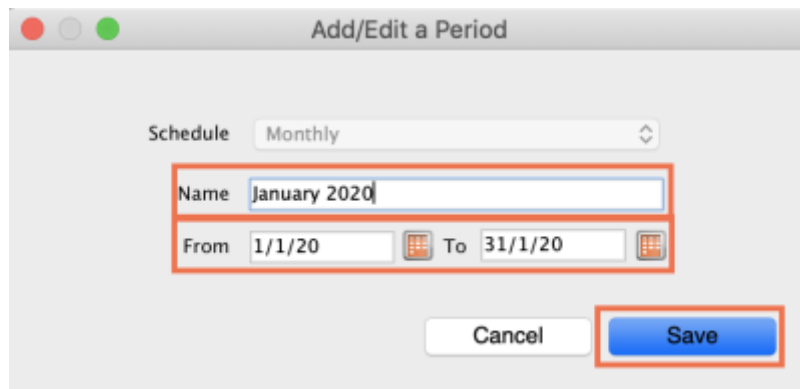 Add/Edit a Period
Schedule Monthly
Name January 2020
From 1/1/20 To 31/1/20
Cancel Save